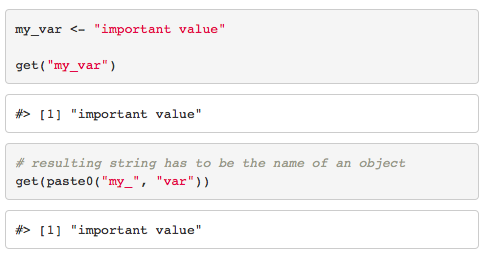 my_var <- "important value"
get("my_var")
#> [1] "important value"
# resulting string has to be the name of an object
get(paste0("my_", "var"))
#> [1] "important value"